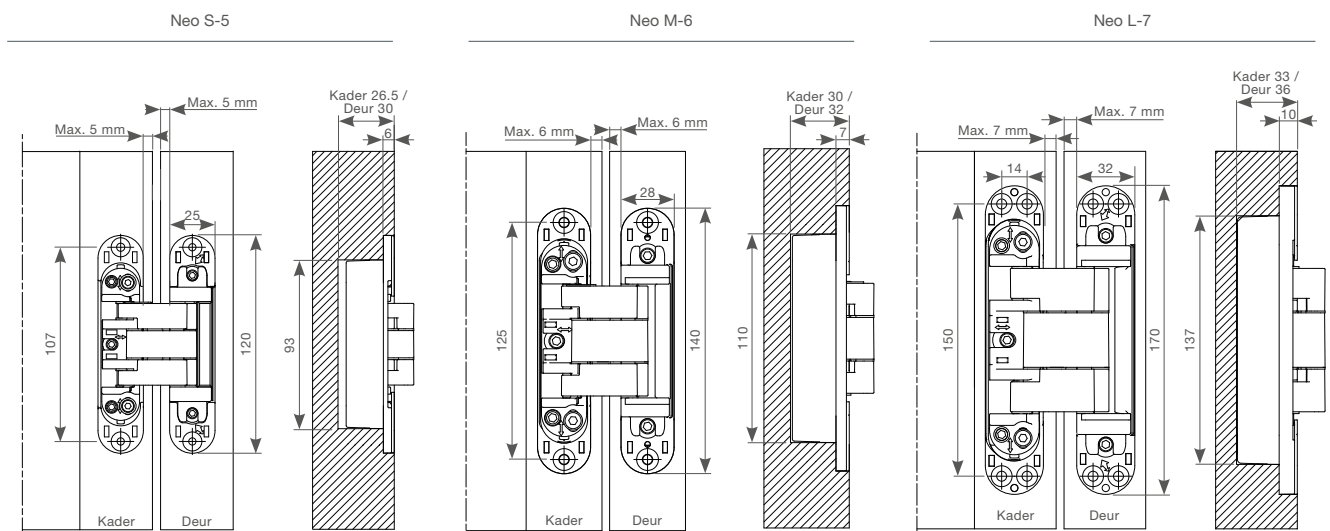 Neo S-5
Max. 5 mm
Max. 5 mm
25
107
120
Kader Deur
Kader 26.5 /
Deur 30
6
93
Neo M-6
Max. 6 mm
Max. 6 mm
28
125
140
Kader Deur
Kader 30 /
Deur 32
7
110
Neo L-7
Max. 7 mm
Max. 7 mm
14
32
150
170
Kader Deur
Kader 33 /
Deur 36
10
137